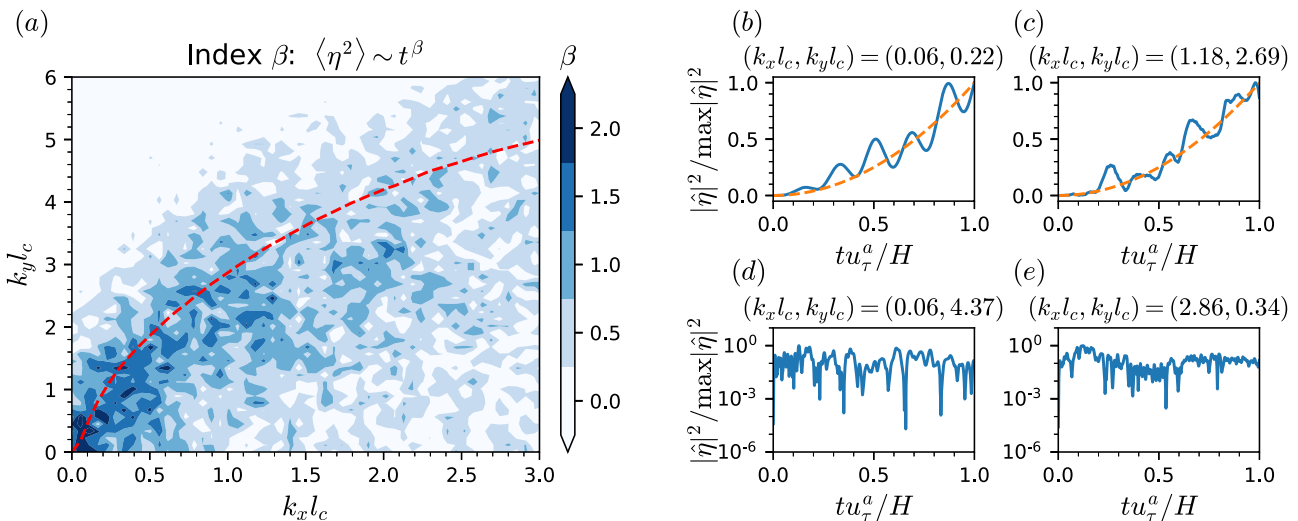 (a)
Index β: ⟨η²⟩ ∼ t^β
β
k_y l_c
6
5
4
3
2
1
0
0.0 0.5 1.0 1.5 2.0 2.5 3.0
k_x l_c
2.0
1.5
1.0
0.5
0.0
(b)
(k_x l_c, k_y l_c) = (0.06, 0.22)
|η̂|²/max|η̂|²
1.0
0.5
0.0
0.0 0.5 1.0
tu_τ^a/H
(c)
(k_x l_c, k_y l_c) = (1.18, 2.69)
1.0
0.5
0.0
0.0 0.5 1.0
tu_τ^a/H
(d)
(k_x l_c, k_y l_c) = (0.06, 4.37)
|η̂|²/max|η̂|²
10⁰
10⁻³
10⁻⁶
0.0 0.5 1.0
tu_τ^a/H
(e)
(k_x l_c, k_y l_c) = (2.86, 0.34)
10⁰
10⁻³
10⁻⁶
0.0 0.5 1.0
tu_τ^a/H